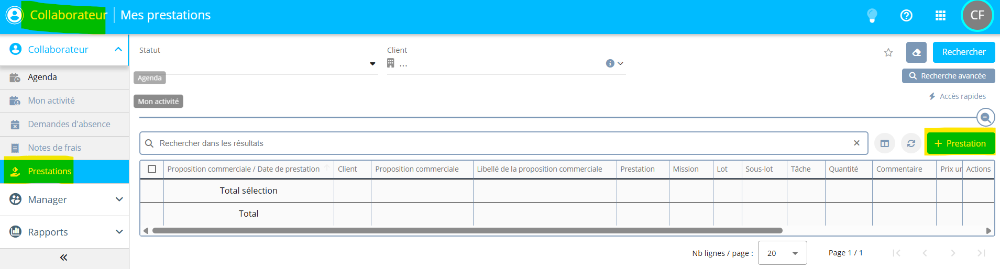 Collaborateur | Mes prestations
CF
Collaborateur
Agenda
Mon activité
Demandes d'absence
Notes de frais
Prestations
Manager
Rapports
Statut
Client
...
Agenda
Mon activité
Rechercher
Recherche avancée
Accès rapides
Rechercher dans les résultats
+ Prestation
Proposition commerciale / Date de prestation Client Proposition commerciale Libellé de la proposition commerciale Prestation Mission Lot Sous-lot Tâche Quantité Commentaire Prix ur Actions
Total sélection
Total
Nb lignes / page : 20 Page 1 / 1